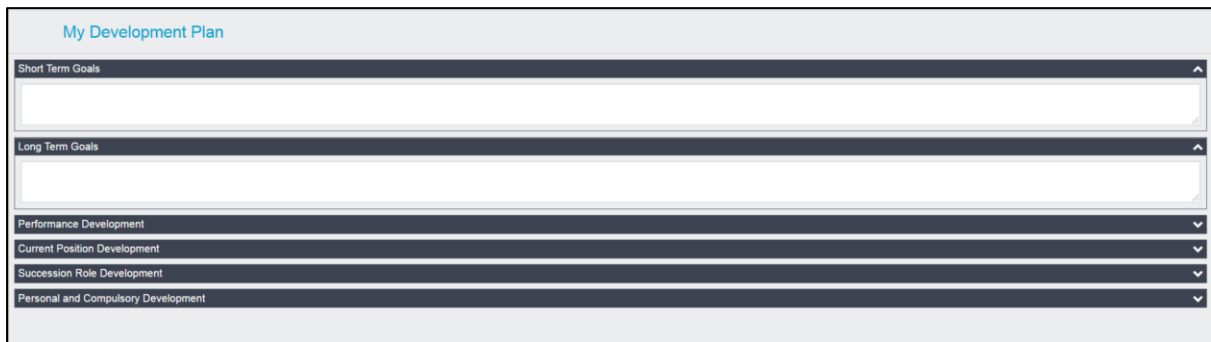 My Development Plan
Short Term Goals
Long Term Goals
Performance Development
Current Position Development
Succession Role Development
Personal and Compulsory Development